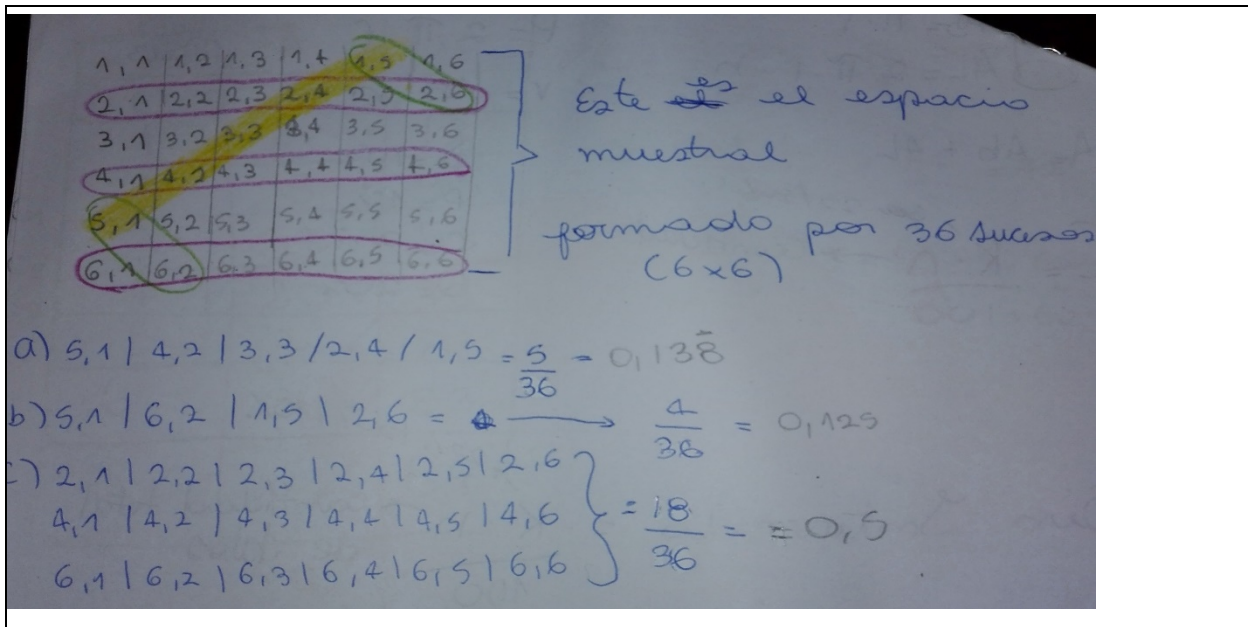 1,1 | 1,2 | 1,3 | 1,4 | 1,5 | 1,6
2,1 | 2,2 | 2,3 | 2,4 | 2,5 | 2,6
3,1 | 3,2 | 3,3 | 3,4 | 3,5 | 3,6
4,1 | 4,2 | 4,3 | 4,4 | 4,5 | 4,6
5,1 | 5,2 | 5,3 | 5,4 | 5,5 | 5,6
6,1 | 6,2 | 6,3 | 6,4 | 6,5 | 6,6
Este es el espacio
muestral
formado por 36 sucesos
(6x6)
a) 5,1 | 4,2 | 3,3 / 2,4 / 1,5 = 5/36 = 0,138̄
b) 5,1 | 6,2 | 1,5 | 2,6 = → 4/36 = 0,125
c) 2,1 | 2,2 | 2,3 | 2,4 | 2,5 | 2,6
4,1 | 4,2 | 4,3 | 4,4 | 4,5 | 4,6 } = 18/36 = = 0,5
6,1 | 6,2 | 6,3 | 6,4 | 6,5 | 6,6